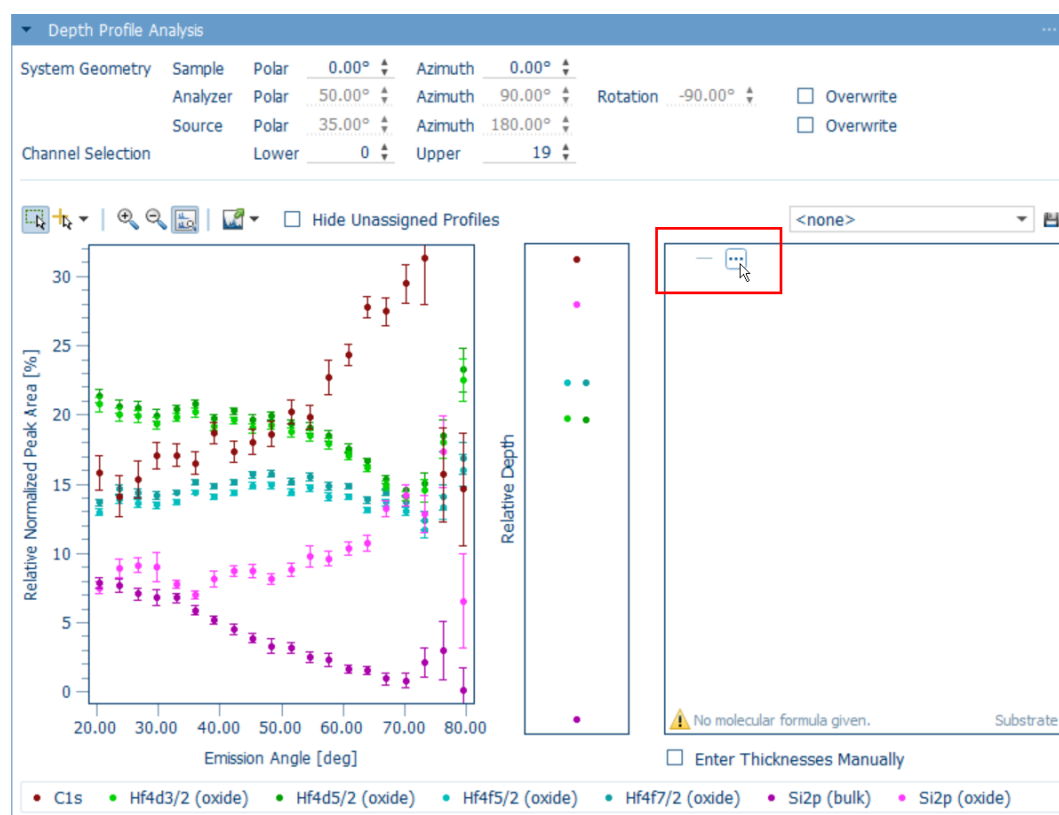 Depth Profile Analysis
System Geometry Sample Polar 0.00° Azimuth 0.00°
Analyzer Polar 50.00° Azimuth 90.00° Rotation -90.00° Overwrite
Source Polar 35.00° Azimuth 180.00° Overwrite
Channel Selection Lower 0 Upper 19
Hide Unassigned Profiles <none>
30
25
20
15
10
5
0
Relative Normalized Peak Area [%]
20.00 30.00 40.00 50.00 60.00 70.00 80.00
Emission Angle [deg]
Relative Depth
No molecular formula given. Substrate
Enter Thicknesses Manually
C1s Hf4d3/2 (oxide) Hf4d5/2 (oxide) Hf4f5/2 (oxide) Hf4f7/2 (oxide) Si2p (bulk) Si2p (oxide)